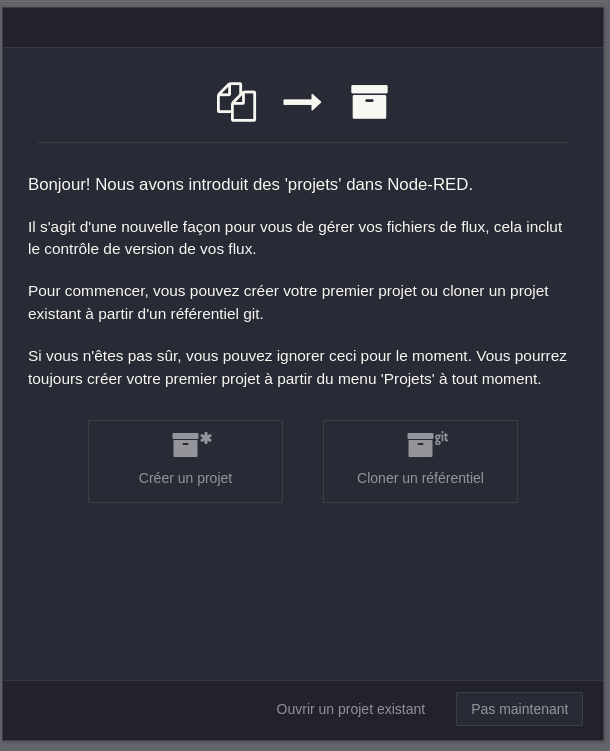 Bonjour! Nous avons introduit des 'projets' dans Node-RED.
Il s'agit d'une nouvelle façon pour vous de gérer vos fichiers de flux, cela inclut
le contrôle de version de vos flux.
Pour commencer, vous pouvez créer votre premier projet ou cloner un projet
existant à partir d'un référentiel git.
Si vous n'êtes pas sûr, vous pouvez ignorer ceci pour le moment. Vous pourrez
toujours créer votre premier projet à partir du menu 'Projets' à tout moment.
git
Créer un projet
Cloner un référentiel
Ouvrir un projet existant
Pas maintenant